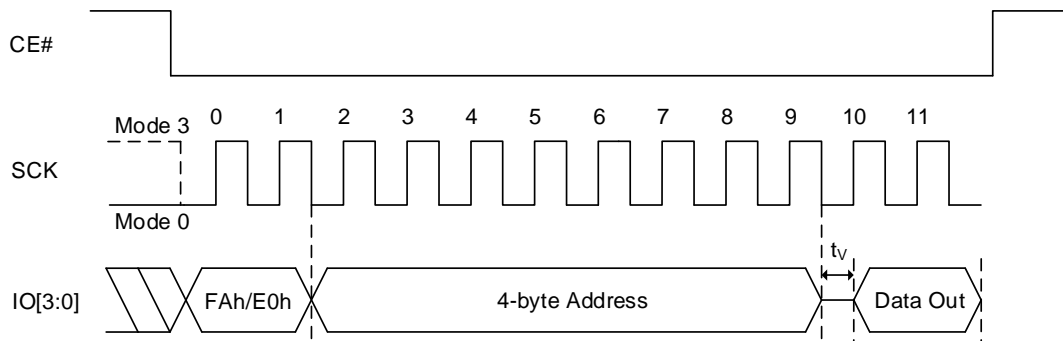 CE#
0 1 2 3 4 5 6 7 8 9 10 11
Mode 3
SCK
Mode 0
tV
IO[3:0] FAh/E0h 4-byte Address Data Out